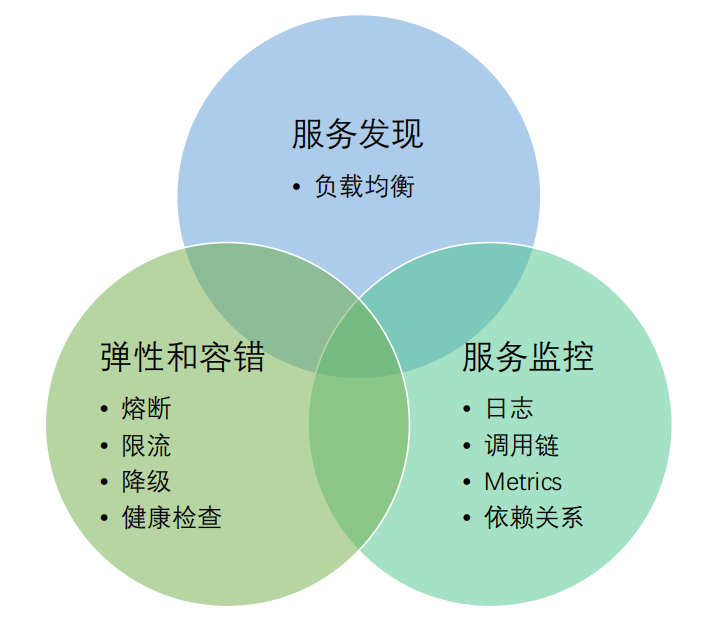 服务发现
• 负载均衡
弹性和容错
• 熔断
• 限流
• 降级
• 健康检查
服务监控
• 日志
• 调用链
• Metrics
• 依赖关系